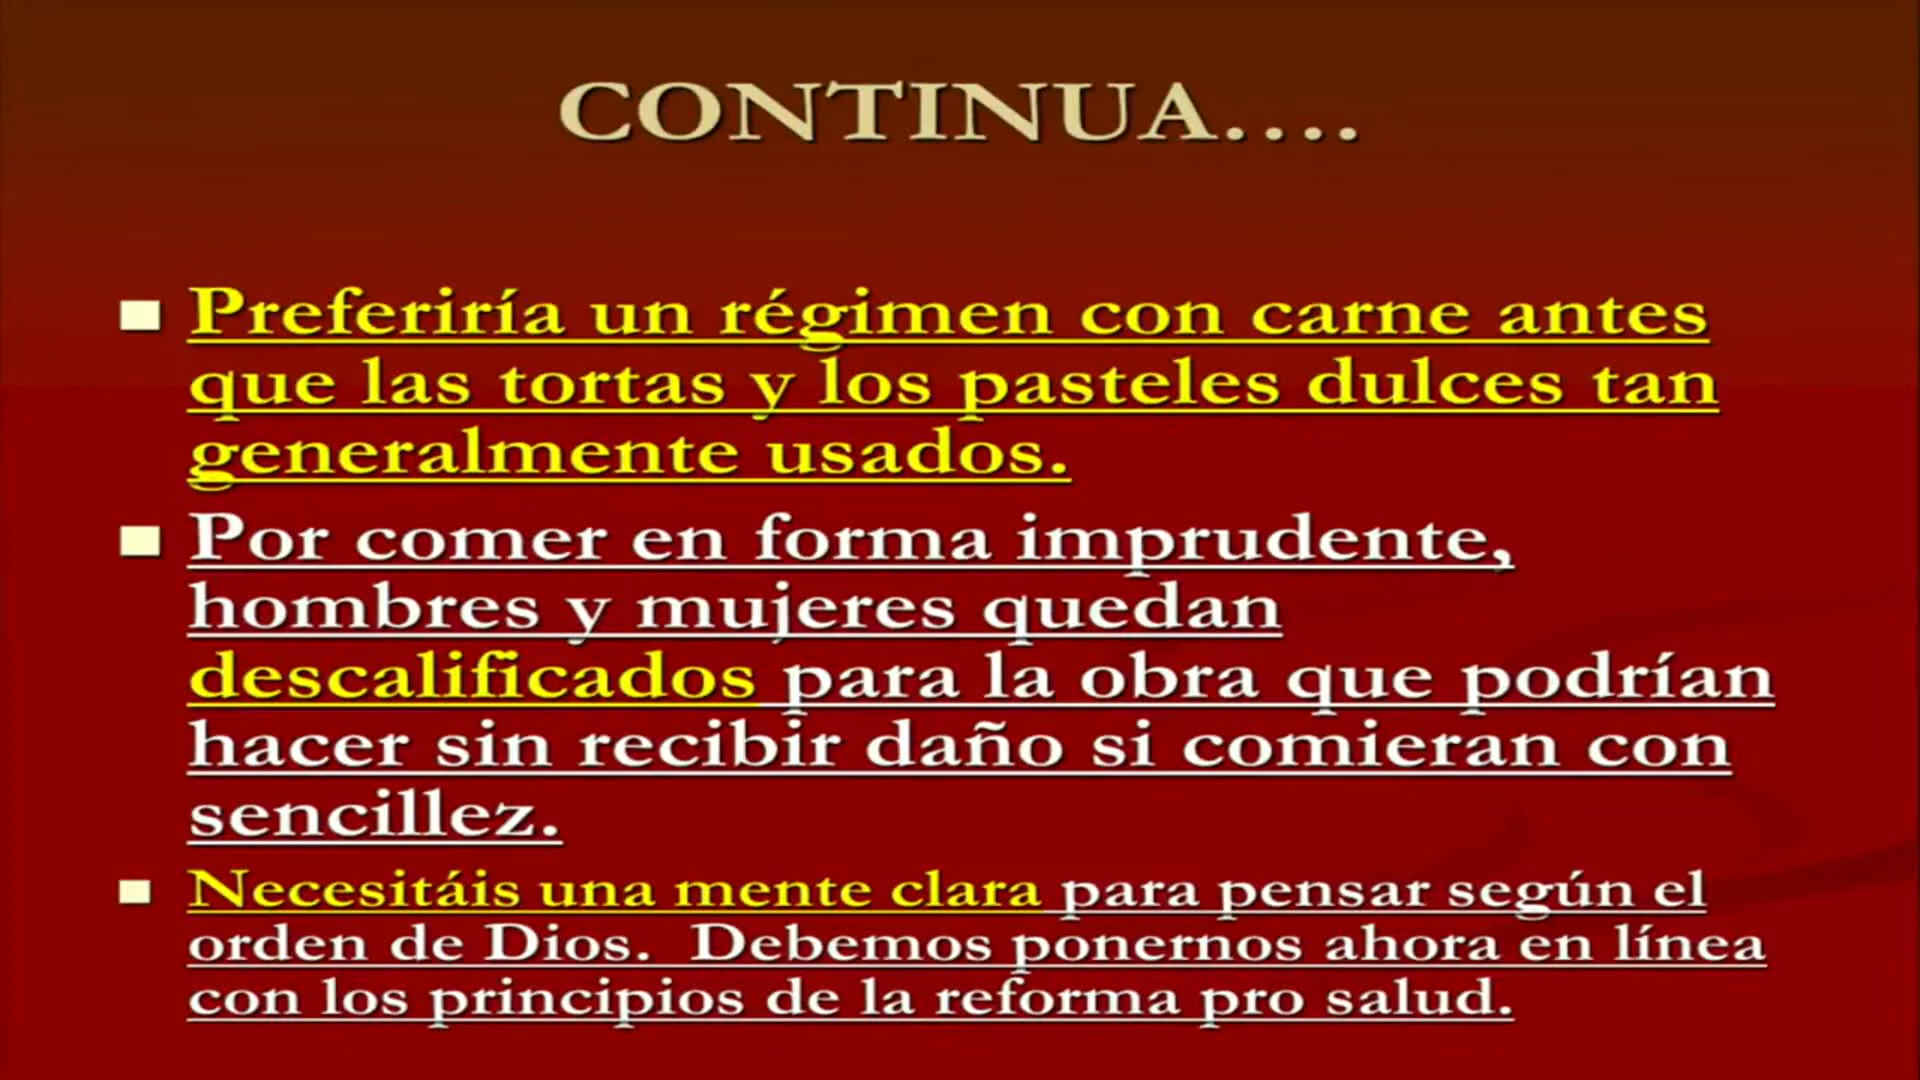 CONTINUA....
Preferiría un régimen con carne antes
que las tortas y los pasteles dulces tan
generalmente usados.
Por comer en forma imprudente,
hombres y mujeres quedan
descalificados para la obra que podrían
hacer sin recibir daño si comieran con
sencillez.
Necesitáis una mente clara para pensar según el
orden de Dios.  Debemos ponernos ahora en línea
con los principios de la reforma pro salud.